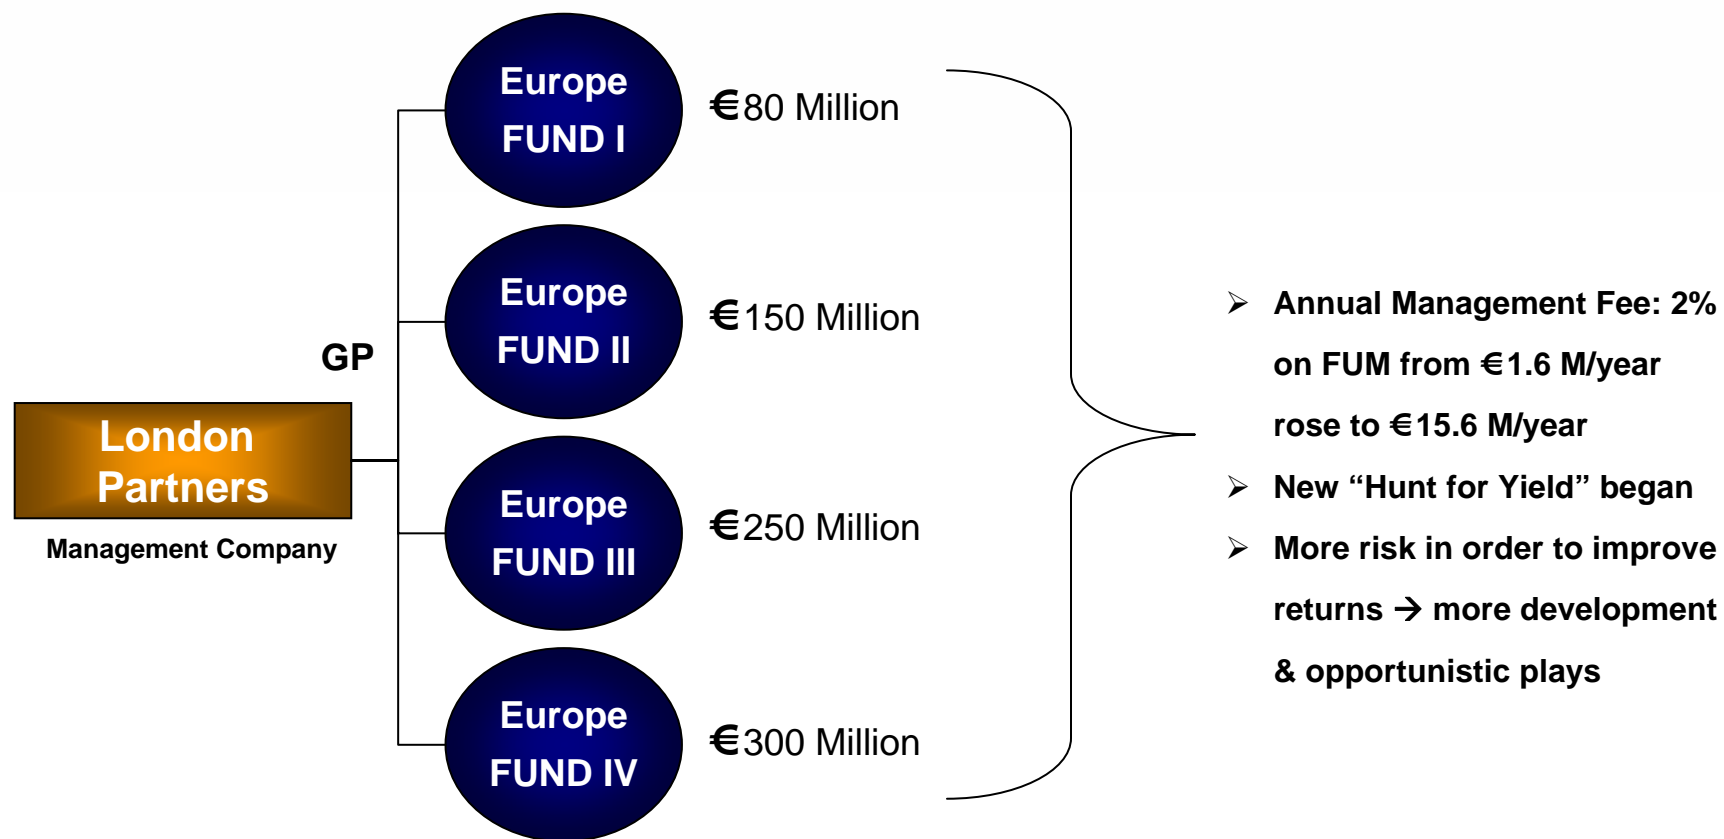 Europe
FUND I
€80 Million
Europe
FUND II
€150 Million
GP
London
Partners
Management Company
Europe
FUND III
€250 Million
Europe
FUND IV
€300 Million
➢ Annual Management Fee: 2%
on FUM from €1.6 M/year
rose to €15.6 M/year
➢ New “Hunt for Yield” began
➢ More risk in order to improve
returns → more development
& opportunistic plays